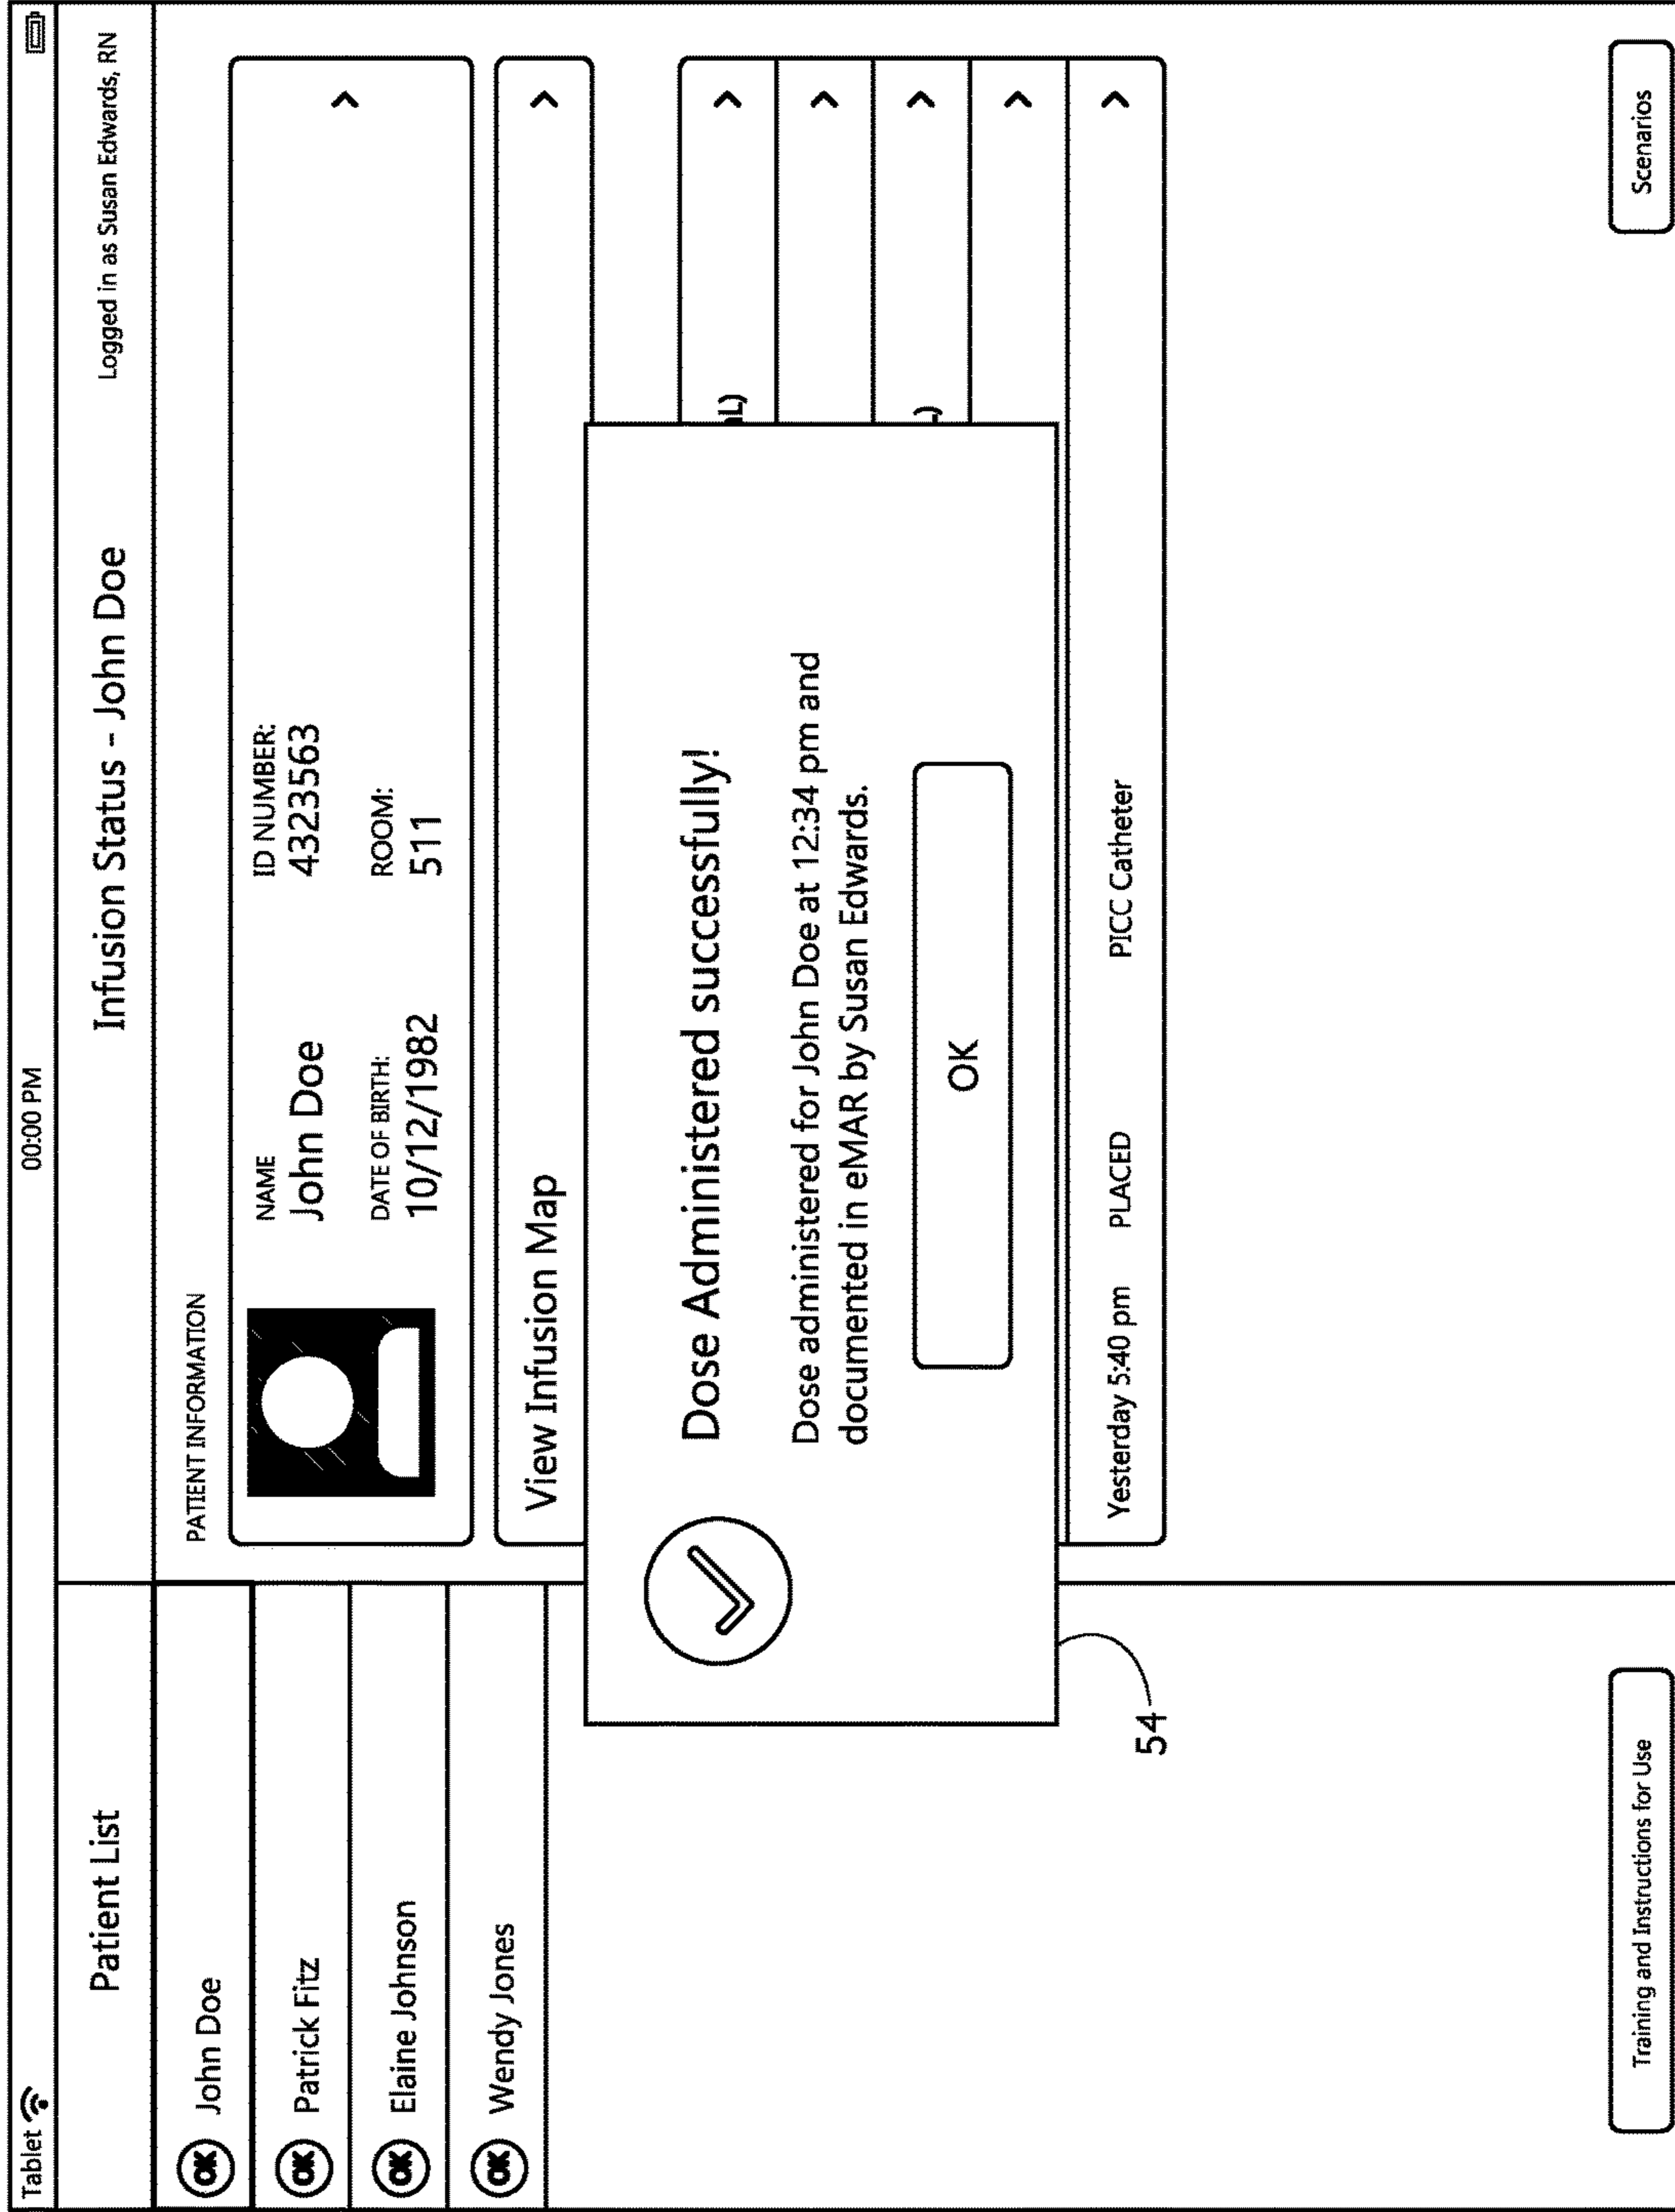 Tablet
00:00 PM
Patient List
Infusion Status - John Doe
Logged in as Susan Edwards, RN
OK John Doe
OK Patrick Fitz
OK Elaine Johnson
OK Wendy Jones
PATIENT INFORMATION
NAME
John Doe
ID NUMBER:
4323563
DATE OF BIRTH:
10/12/1982
ROOM:
511
View Infusion Map
L)
Dose Administered successfully!
Dose administered for John Doe at 12:34 pm and
documented in eMAR by Susan Edwards.
OK
Yesterday 5:40 pm PLACED PICC Catheter
54
Training and Instructions for Use
Scenarios